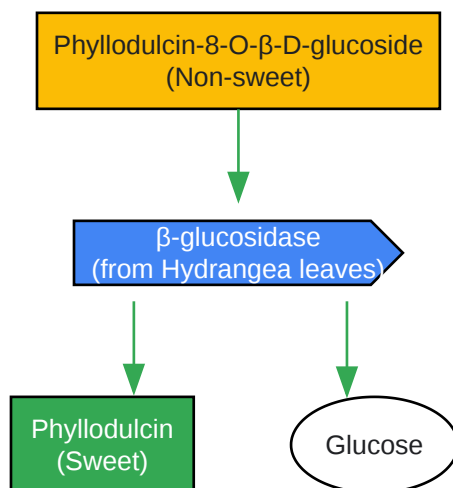 Phyllodulcin-8-O-β-D-glucoside
(Non-sweet)
β-glucosidase
(from Hydrangea leaves)
Phyllodulcin
(Sweet)
Glucose